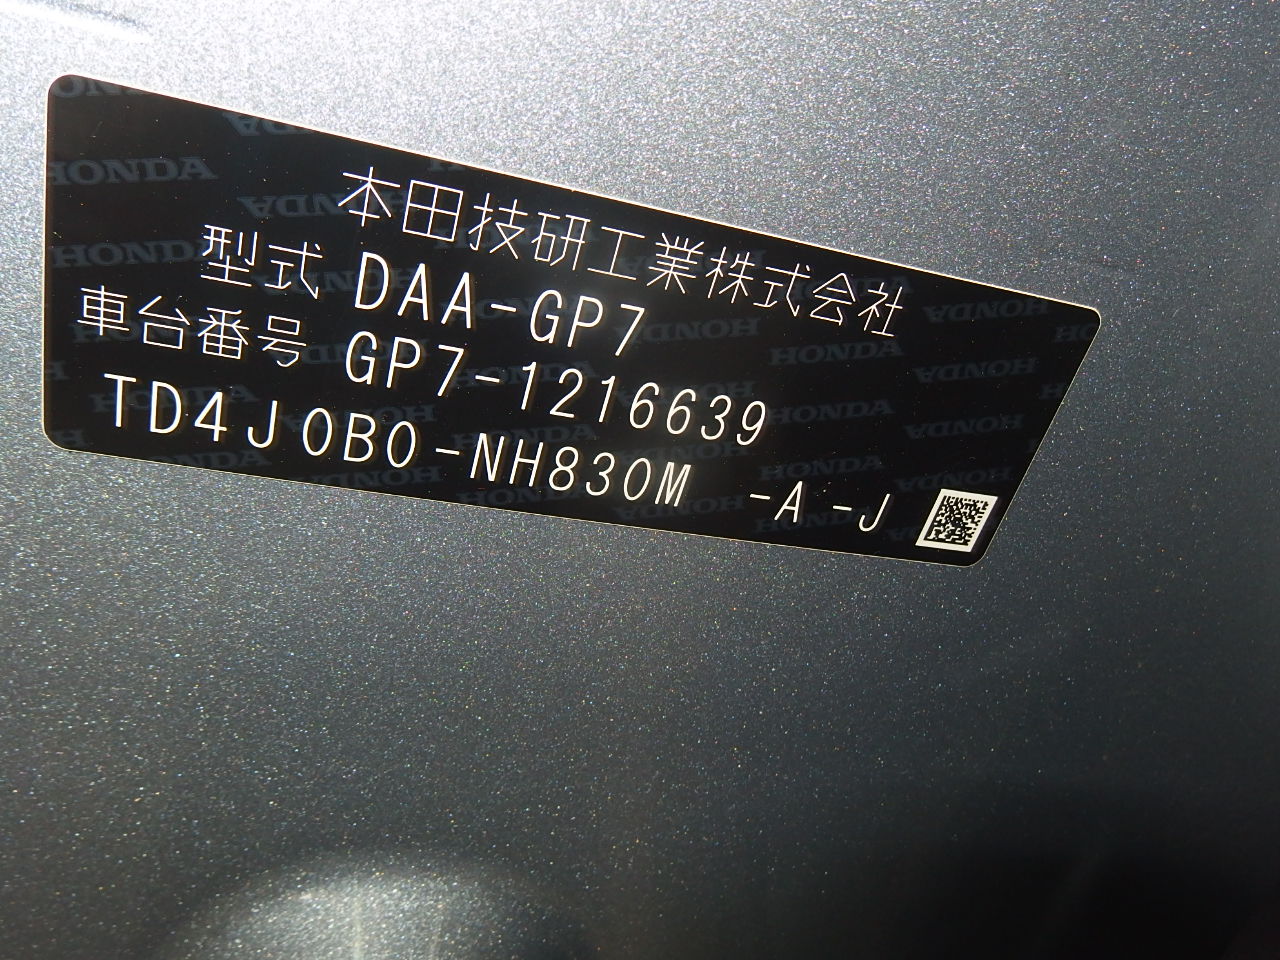 本田技研工業株式会社
型式 DAA-GP7
車台番号 GP7-1216639
TD4J0B0-NH830M -A -J